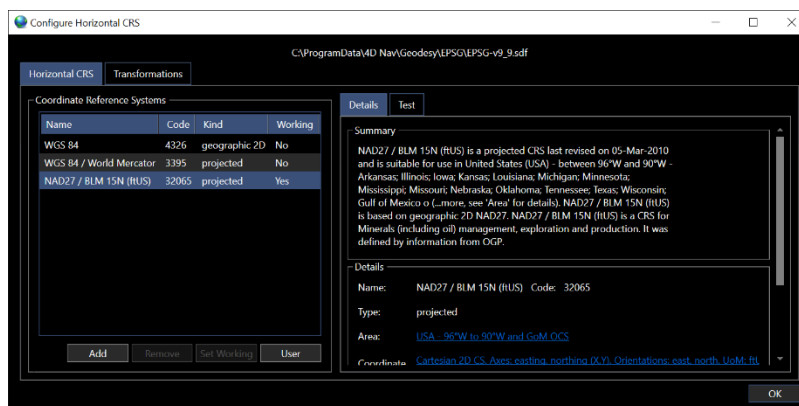 Configure Horizontal CRS
C:\ProgramData\4D Nav\Geodesy\EPSG\EPSG-v9_9.sdf
Horizontal CRS Transformations
Coordinate Reference Systems
Name Code Kind Working
WGS 84 4326 geographic 2D No
WGS 84 / World Mercator 3395 projected No
NAD27 / BLM 15N (ftUS) 32065 projected Yes
Add Remove Set Working User
Details Test
Summary
NAD27 / BLM 15N (ftUS) is a projected CRS last revised on 05-Mar-2010
and is suitable for use in United States (USA) - between 96°W and 90°W -
Arkansas; Illinois; Iowa; Kansas; Louisiana; Michigan; Minnesota;
Mississippi; Missouri; Nebraska; Oklahoma; Tennessee; Texas; Wisconsin;
Gulf of Mexico o (...more, see 'Area' for details). NAD27 / BLM 15N (ftUS)
is based on geographic 2D NAD27. NAD27 / BLM 15N (ftUS) is a CRS for
Minerals (including oil) management, exploration and production. It was
defined by information from OGP.
Details
Name: NAD27 / BLM 15N (ftUS) Code: 32065
Type: projected
Area: USA - 96°W to 90°W and GoM OCS
Coordinate Cartesian 2D CS. Axes: easting, northing (X,Y). Orientations: east, north. UoM: ftU
OK